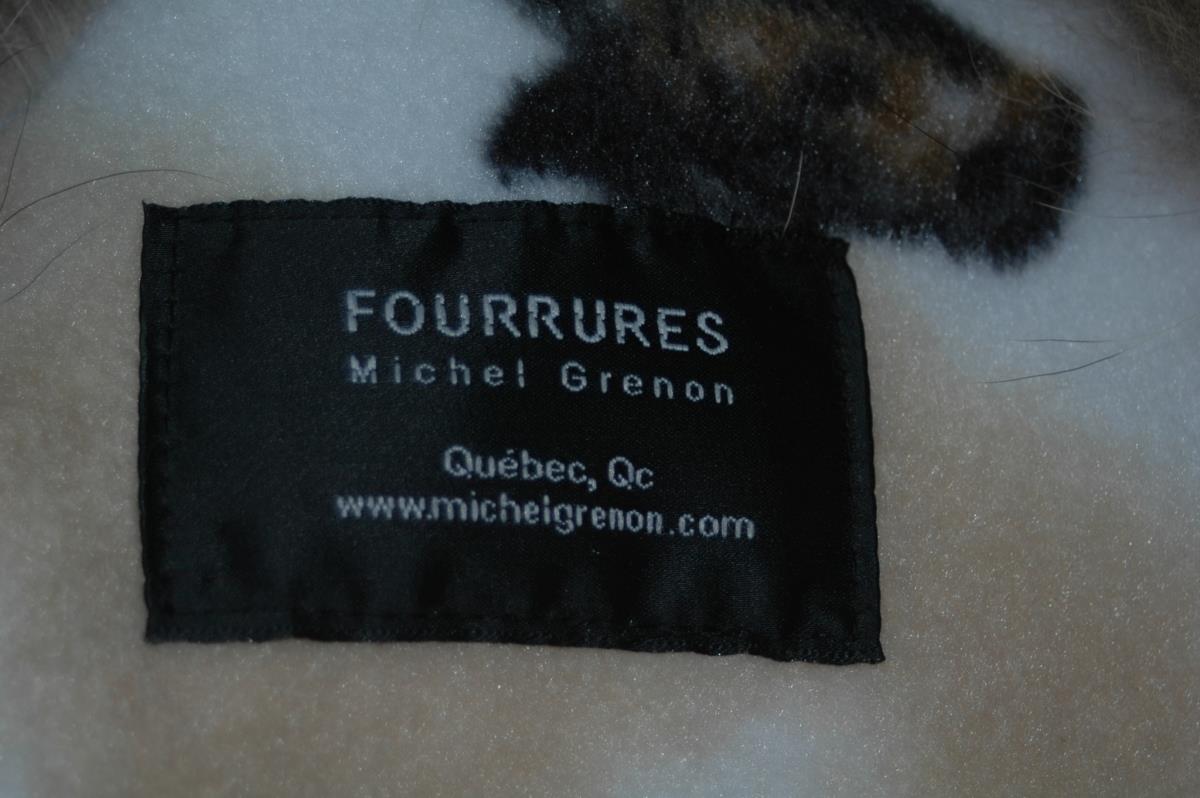 FOURRURES
Michel Grenon
Québec, Qc
www.michelgrenon.com